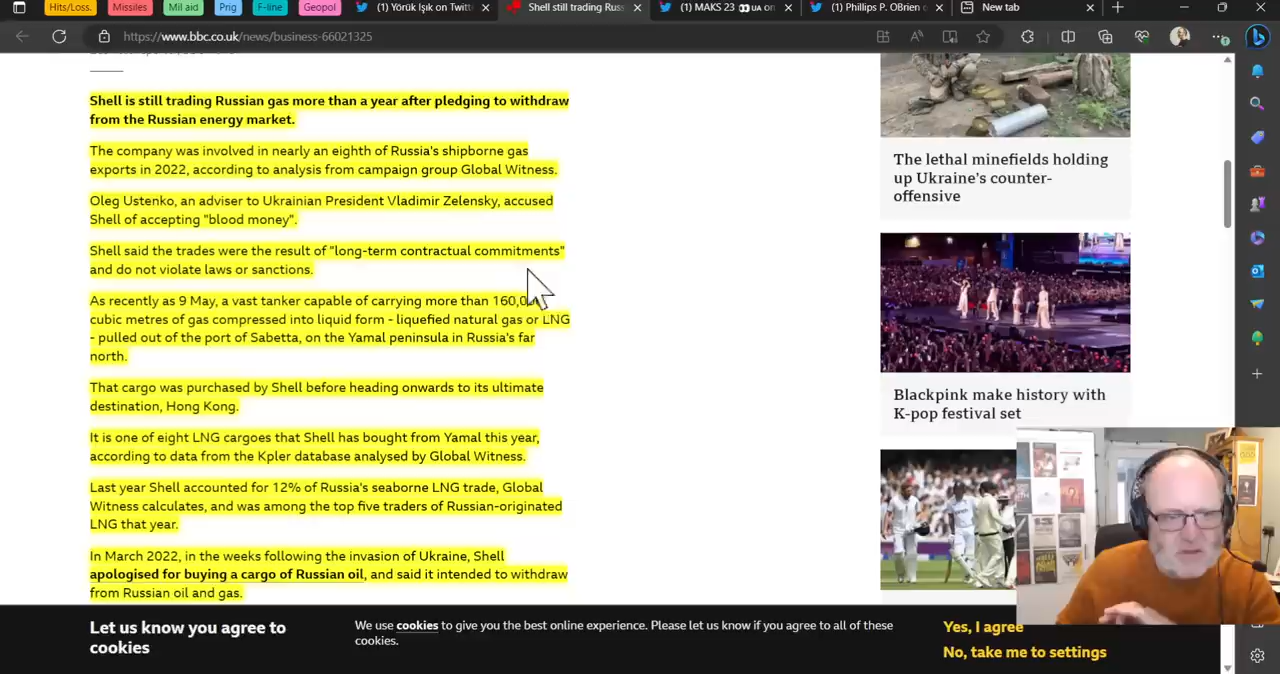 Hits/Loss.
Missiles
Mil aid
Prig
F-line
Geopol
(1) Yörük Işık on Twitt
Shell still trading Russ
(1) MAKS 23 UA on
(1) Phillips P. OBrien o
New tab
https://www.bbc.co.uk/news/business-66021325
Shell is still trading Russian gas more than a year after pledging to withdraw
from the Russian energy market.
The company was involved in nearly an eighth of Russia's shipborne gas
exports in 2022, according to analysis from campaign group Global Witness.
Oleg Ustenko, an adviser to Ukrainian President Vladimir Zelensky, accused
Shell of accepting "blood money".
Shell said the trades were the result of "long-term contractual commitments"
and do not violate laws or sanctions.
As recently as 9 May, a vast tanker capable of carrying more than 160,0
cubic metres of gas compressed into liquid form - liquefied natural gas or LNG
- pulled out of the port of Sabetta, on the Yamal peninsula in Russia's far
north.
That cargo was purchased by Shell before heading onwards to its ultimate
destination, Hong Kong.
It is one of eight LNG cargoes that Shell has bought from Yamal this year,
according to data from the Kpler database analysed by Global Witness.
Last year Shell accounted for 12% of Russia's seaborne LNG trade, Global
Witness calculates, and was among the top five traders of Russian-originated
LNG that year.
In March 2022, in the weeks following the invasion of Ukraine, Shell
apologised for buying a cargo of Russian oil, and said it intended to withdraw
from Russian oil and gas.
The lethal minefields holding
up Ukraine's counter-
offensive
Blackpink make history with
K-pop festival set
Let us know you agree to
cookies
We use cookies to give you the best online experience. Please let us know if you agree to all of these
cookies.
Yes, I agree
No, take me to settings